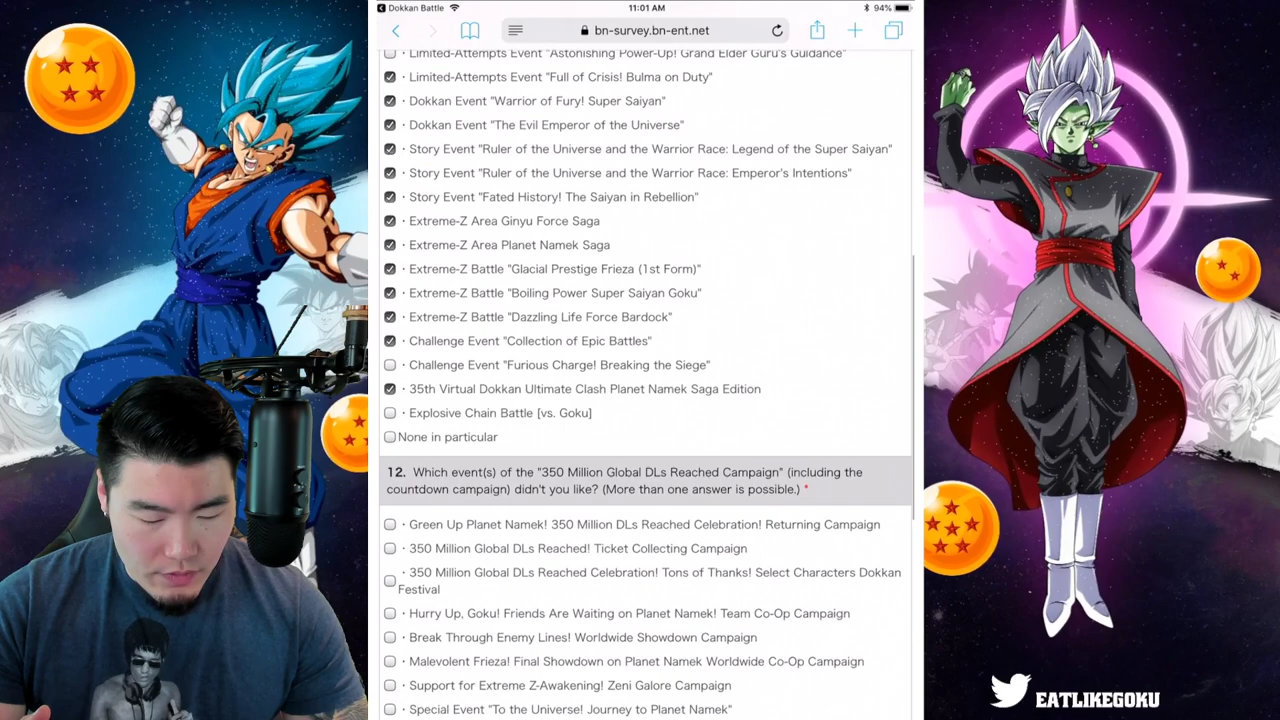 Dokkan Battle
11:01 AM
94%
bn-survey.bn-ent.net
· Limited-Attempts Event "Astonishing Power-Up! Grand Elder Guru's Guidance"
· Limited-Attempts Event "Full of Crisis! Bulma on Duty"
· Dokkan Event "Warrior of Fury! Super Saiyan"
· Dokkan Event "The Evil Emperor of the Universe"
· Story Event "Ruler of the Universe and the Warrior Race: Legend of the Super Saiyan"
· Story Event "Ruler of the Universe and the Warrior Race: Emperor's Intentions"
· Story Event "Fated History! The Saiyan in Rebellion"
· Extreme-Z Area Ginyu Force Saga
· Extreme-Z Area Planet Namek Saga
· Extreme-Z Battle "Glacial Prestige Frieza (1st Form)"
· Extreme-Z Battle "Boiling Power Super Saiyan Goku"
· Extreme-Z Battle "Dazzling Life Force Bardock"
· Challenge Event "Collection of Epic Battles"
· Challenge Event "Furious Charge! Breaking the Siege"
· 35th Virtual Dokkan Ultimate Clash Planet Namek Saga Edition
· Explosive Chain Battle [vs. Goku]
None in particular
12. Which event(s) of the "350 Million Global DLs Reached Campaign" (including the
countdown campaign) didn't you like? (More than one answer is possible.) *
· Green Up Planet Namek! 350 Million DLs Reached Celebration! Returning Campaign
· 350 Million Global DLs Reached! Ticket Collecting Campaign
· 350 Million Global DLs Reached Celebration! Tons of Thanks! Select Characters Dokkan
Festival
· Hurry Up, Goku! Friends Are Waiting on Planet Namek! Team Co-Op Campaign
· Break Through Enemy Lines! Worldwide Showdown Campaign
· Malevolent Frieza! Final Showdown on Planet Namek Worldwide Co-Op Campaign
· Support for Extreme Z-Awakening! Zeni Galore Campaign
· Special Event "To the Universe! Journey to Planet Namek"
EATLIKEGOKU